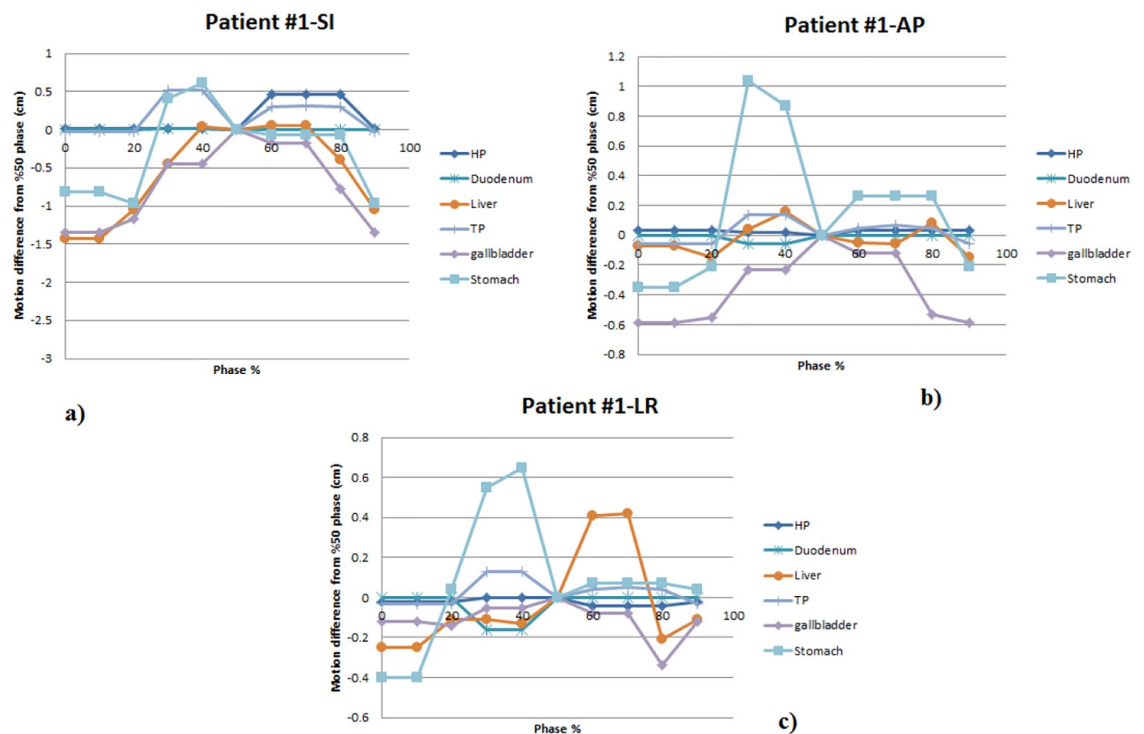 Patient #1-SI
Motion difference from %50 phase (cm)
1
0.5
0
-0.5
-1
-1.5
-2
-2.5
-3
0
20
40
60
80
100
Phase %
HP
Duodenum
Liver
TP
gallbladder
Stomach
a)
Patient #1-AP
Motion difference from %50 phase (cm)
1.2
1
0.8
0.6
0.4
0.2
0
-0.2
-0.4
-0.6
-0.8
0
20
40
60
80
100
Phase %
HP
Duodenum
Liver
TP
gallbladder
Stomach
b)
Patient #1-LR
Motion difference from %50 phase (cm)
0.8
0.6
0.4
0.2
0
-0.2
-0.4
-0.6
0
20
40
60
80
100
Phase %
HP
Duodenum
Liver
TP
gallbladder
Stomach
c)